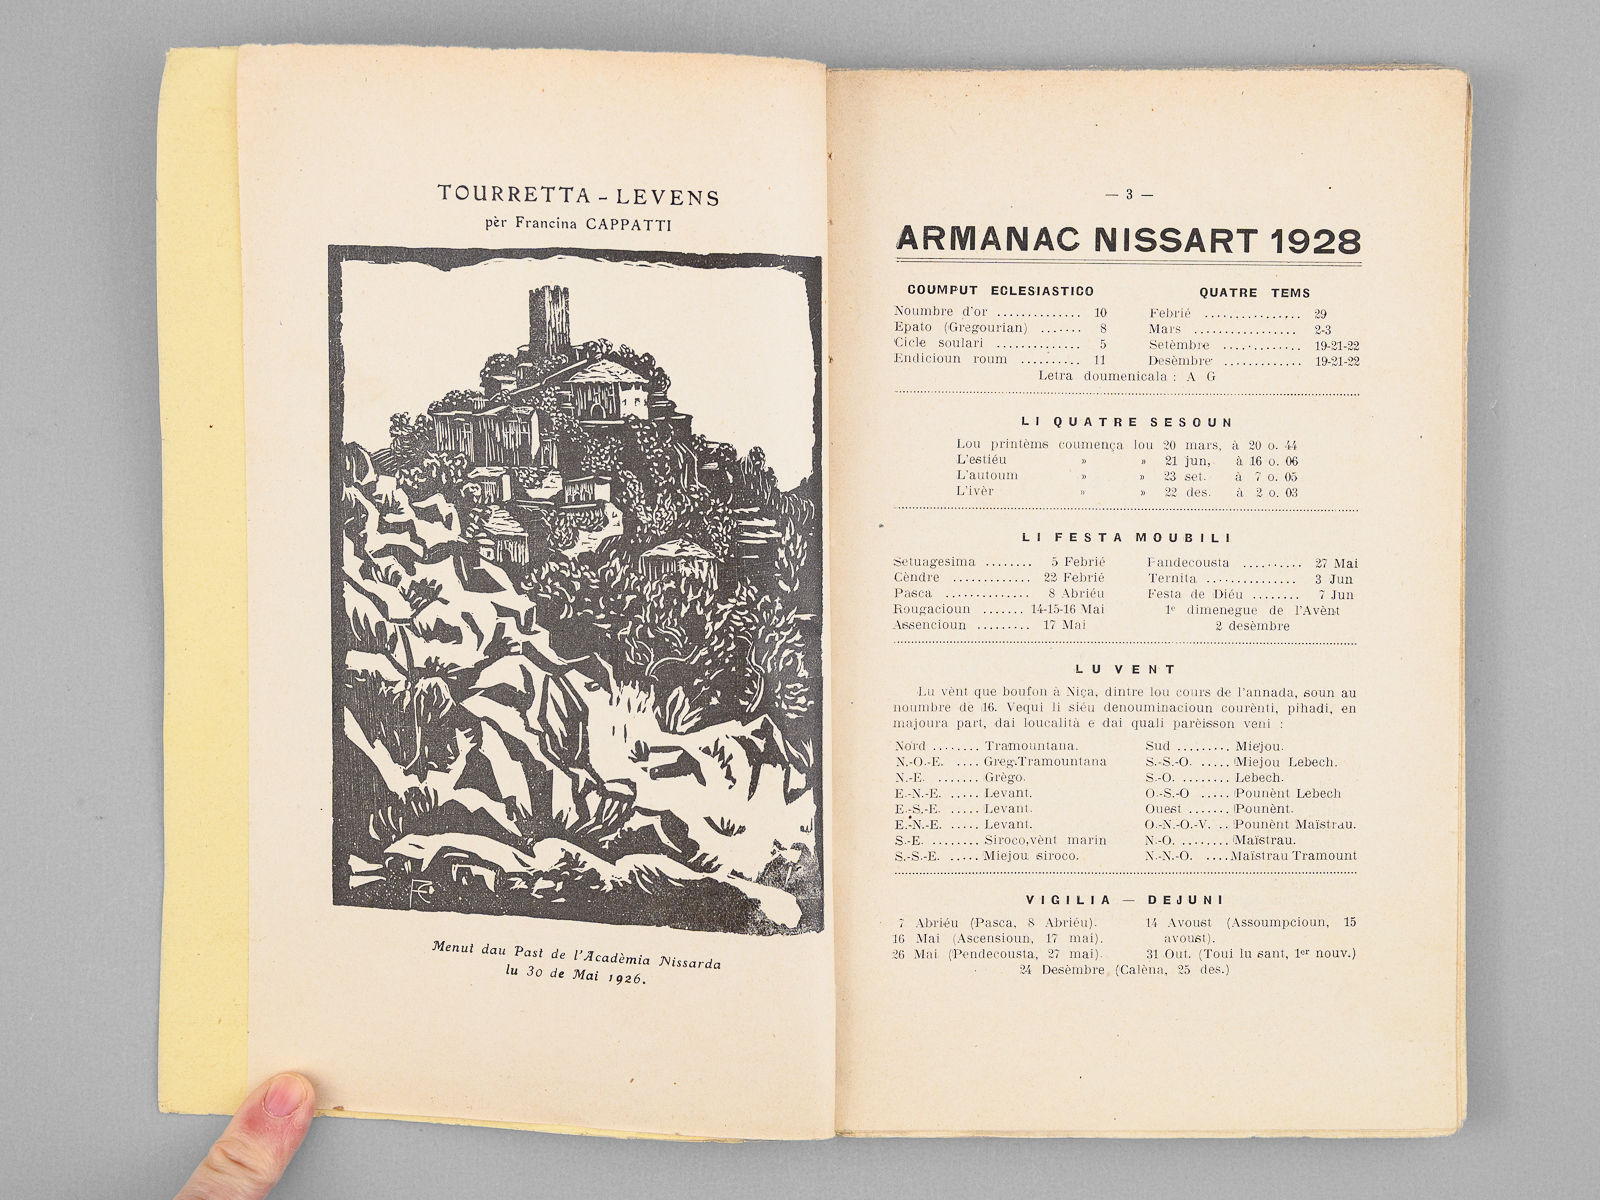 TOURRETTA - LEVENS
pèr Francina CAPPATTI
Menut dau Past de l'Acadèmia Nissarda
lu 30 de Mai 1926.
— 3 —
ARMANAC NISSART 1928
COUMPUT ECLESIASTICO
Noumbre d'or .............. 10
Epato (Gregourian) ....... 8
Cicle soulari .............. 5
Endicioun roum .......... 11
QUATRE TEMS
Febrié ................ 29
Mars ................. 2-3
Setèmbre ............. 19-21-22
Desèmbre ............. 19-21-22
Letra doumenicala : A G
LI QUATRE SESOUN
Lou printèms coumença lou 20 mars, à 20 o. 44
L'estiéu » » 21 jun, à 16 o. 06
L'autoum » » 23 set. à 7 o. 05
L'ivèr » » 22 des. à 2 o. 03
LI FESTA MOUBILI
Setuagesima ........ 5 Febrié
Cèndre ............. 22 Febrié
Pasca .............. 8 Abriéu
Rougacioun ....... 14-15-16 Mai
Assencioun ......... 17 Mai
Pandecousta .......... 27 Mai
Ternita ............... 3 Jun
Festa de Diéu ........ 7 Jun
1e dimenegue de l'Avènt
2 desèmbre
LU VENT
Lu vènt que boufon à Niça, dintre lou cours de l'annada, soun au
noumbre de 16. Vequi li siéu denouminacioun courènti, pihadi, en
majoura part, dai loucalità e dai quali parèisson veni :
Nord ........ Tramountana.
N.-O.-E. .... Greg.Tramountana
N.-E. ....... Grègo.
E.-N.-E. ..... Levant.
E.-S.-E. ..... Levant.
E.-N.-E. ..... Levant.
S.-E. ........ Siroco,vènt marin
S.-S.-E. ..... Miejou siroco.
Sud ......... Miejou.
S.-S.-O. ..... Miejou Lebech.
S.-O. ........ Lebech.
O.-S.-O ..... Pounènt Lebech
Ouest ....... Pounènt.
O.-N.-O.-V. .. Pounènt Maïstrau.
N.-O. ........ Maïstrau.
N.-N.-O. ....Maïstrau Tramount
VIGILIA — DEJUNI
7 Abriéu (Pasca, 8 Abriéu).
16 Mai (Ascensioun, 17 mai).
26 Mai (Pendecousta, 27 mai).
14 Avoust (Assoumpcioun, 15
avoust).
31 Out. (Toui lu sant, 1er nouv.)
24 Desèmbre (Calèna, 25 des.)